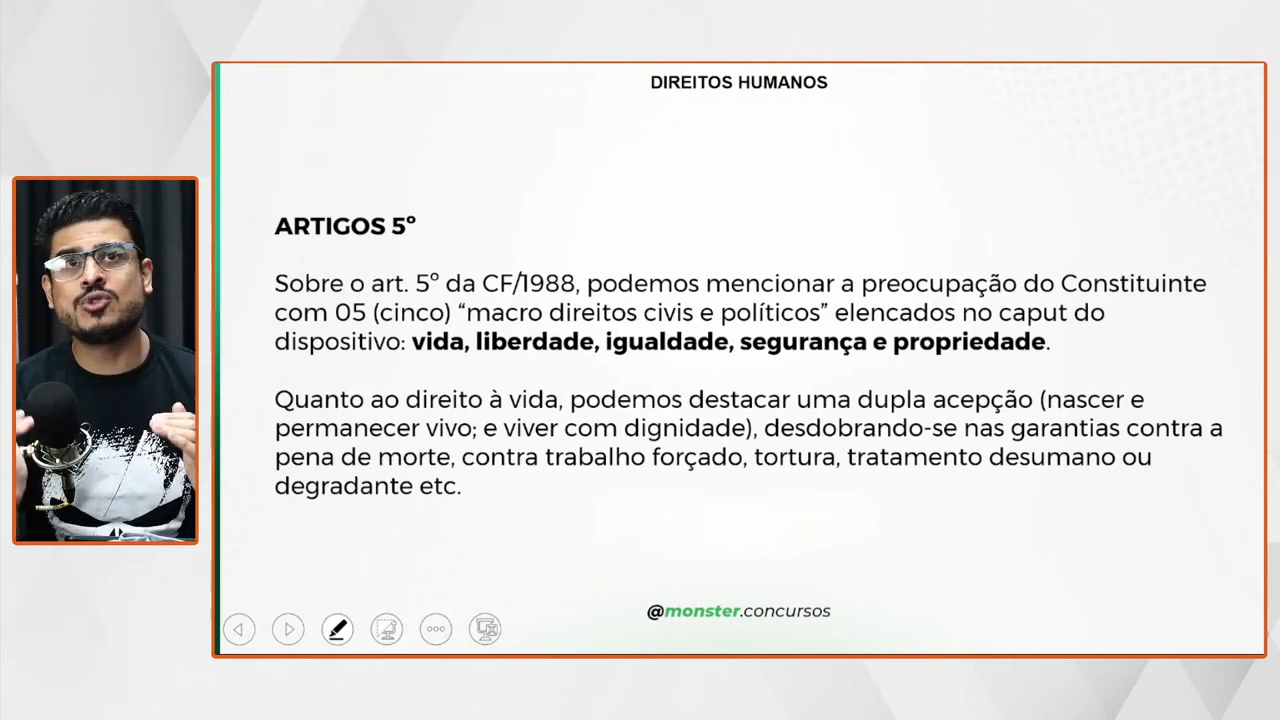 DIREITOS HUMANOS
ARTIGOS 5º
Sobre o art. 5º da CF/1988, podemos mencionar a preocupação do Constituinte
com 05 (cinco) “macro direitos civis e políticos” elencados no caput do
dispositivo: vida, liberdade, igualdade, segurança e propriedade.
Quanto ao direito à vida, podemos destacar uma dupla acepção (nascer e
permanecer vivo; e viver com dignidade), desdobrando-se nas garantias contra a
pena de morte, contra trabalho forçado, tortura, tratamento desumano ou
degradante etc.
@monster.concursos